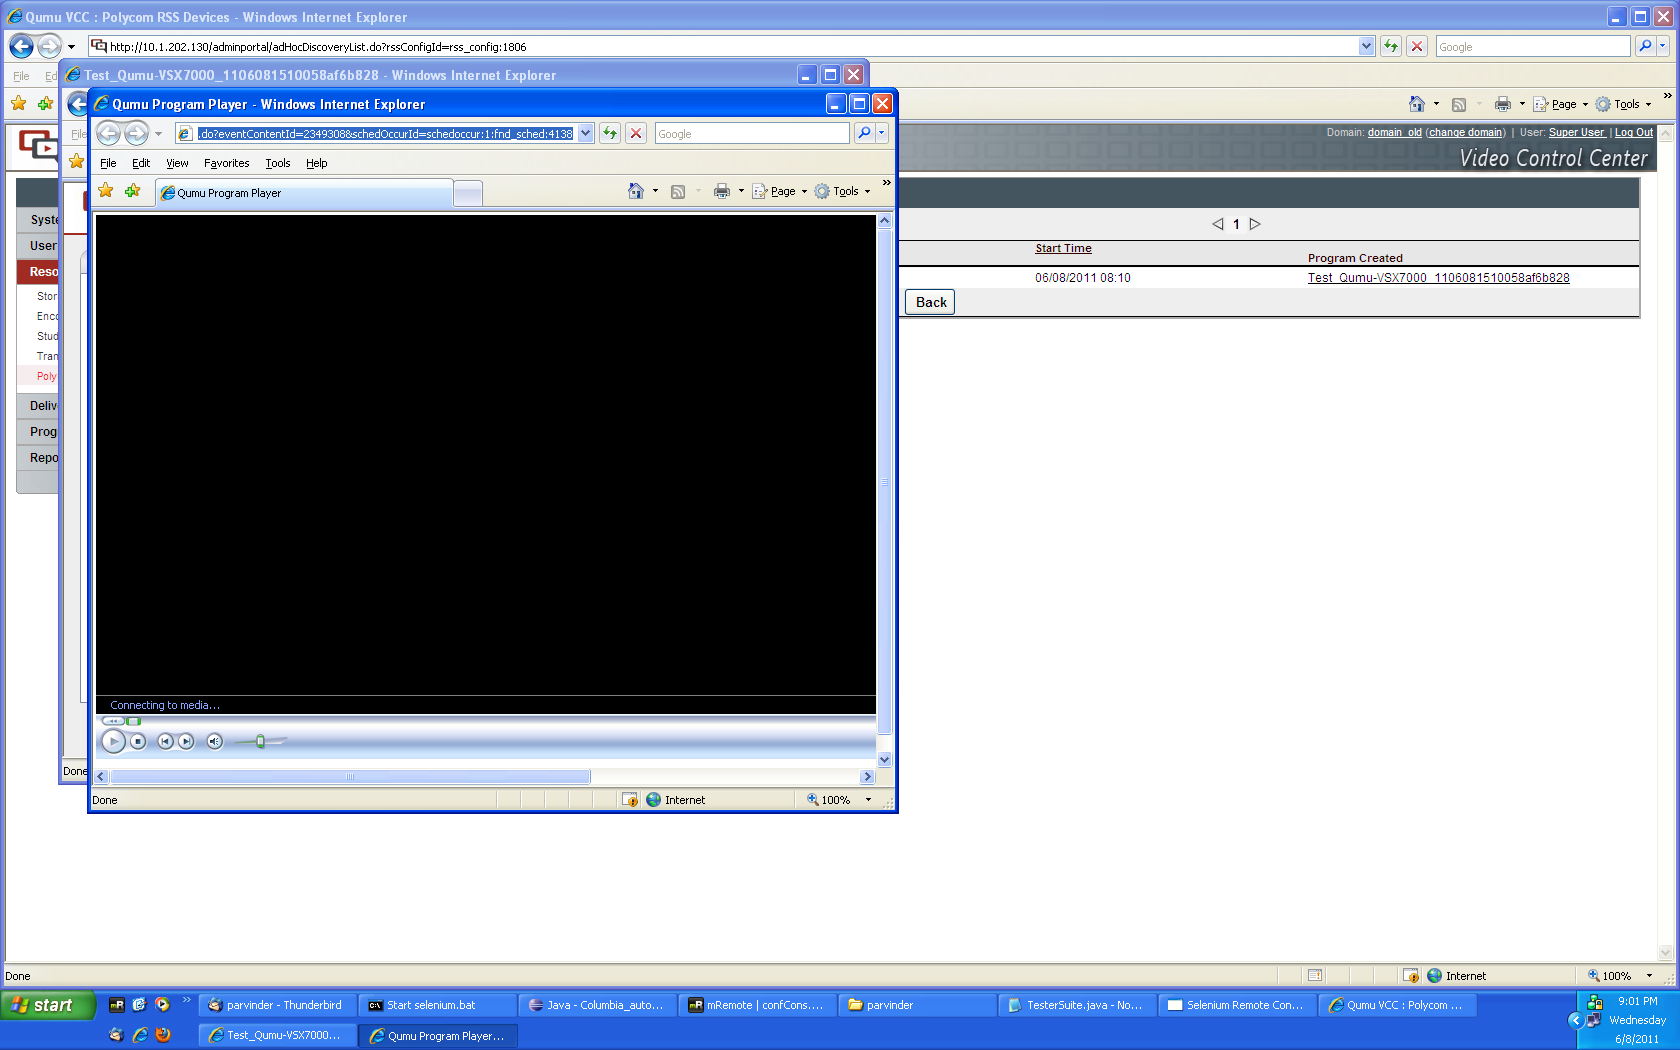 Qumu VCC : Polycom RSS Devices - Windows Internet Explorer
http://10.1.202.130/adminportal/adHocDiscoveryList.do?rssConfigId=rss_config:1806
Google
File Ed
Test_Qumu-VSX7000_1106081510058af6b828 - Windows Internet Explorer
Page Tools
Qumu Program Player - Windows Internet Explorer
.do?eventContentId=2349308&schedOccurId=schedoccur:1:fnd_sched:4138
Google
File
File Edit View Favorites Tools Help
Qumu Program Player
Page Tools
Domain: domain_old (change domain) | User: Super User | Log Out
Video Control Center
Syste
User
Reso
Stor
Enco
Stud
Tran
Poly
Deliv
Prog
Repo
1
Start Time
Program Created
06/08/2011 08:10
Test_Qumu-VSX7000_1106081510058af6b828
Back
Connecting to media...
Done
Done
Internet
100%
Done
Internet
100%
start
parvinder - Thunderbird
Start selenium.bat
Java - Columbia_auto...
mRemote | confCons....
parvinder
TesterSuite.java - No...
Selenium Remote Con...
Qumu VCC : Polycom ...
Test_Qumu-VSX7000...
Qumu Program Player...
9:01 PM
Wednesday
6/8/2011